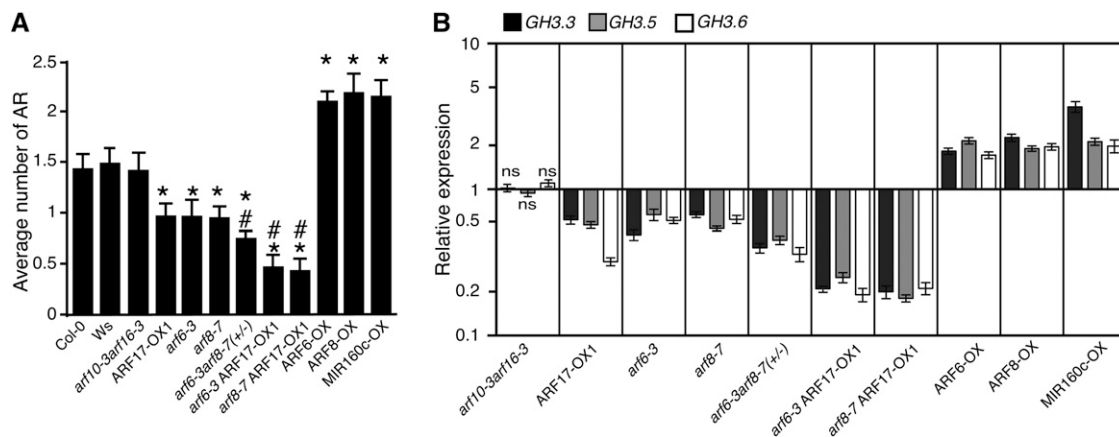 A
Average number of AR
2.5
2
1.5
1
0.5
0
* * * * # # * # * * * *
Col-0
Ws
arf10-3arf16-3
ARF17-OX1
arf6-3
arf8-7
arf6-3arf8-7(+/-)
arf6-3 ARF17-OX1
arf8-7 ARF17-OX1
ARF6-OX
ARF8-OX
MIR160c-OX
B
GH3.3 GH3.5 GH3.6
Relative expression
10
5
2
1
0.5
0.2
0.1
ns ns
ns
arf10-3arf16-3
ARF17-OX1
arf6-3
arf8-7
arf6-3arf8-7(+/-)
arf6-3 ARF17-OX1
arf8-7 ARF17-OX1
ARF6-OX
ARF8-OX
MIR160c-OX